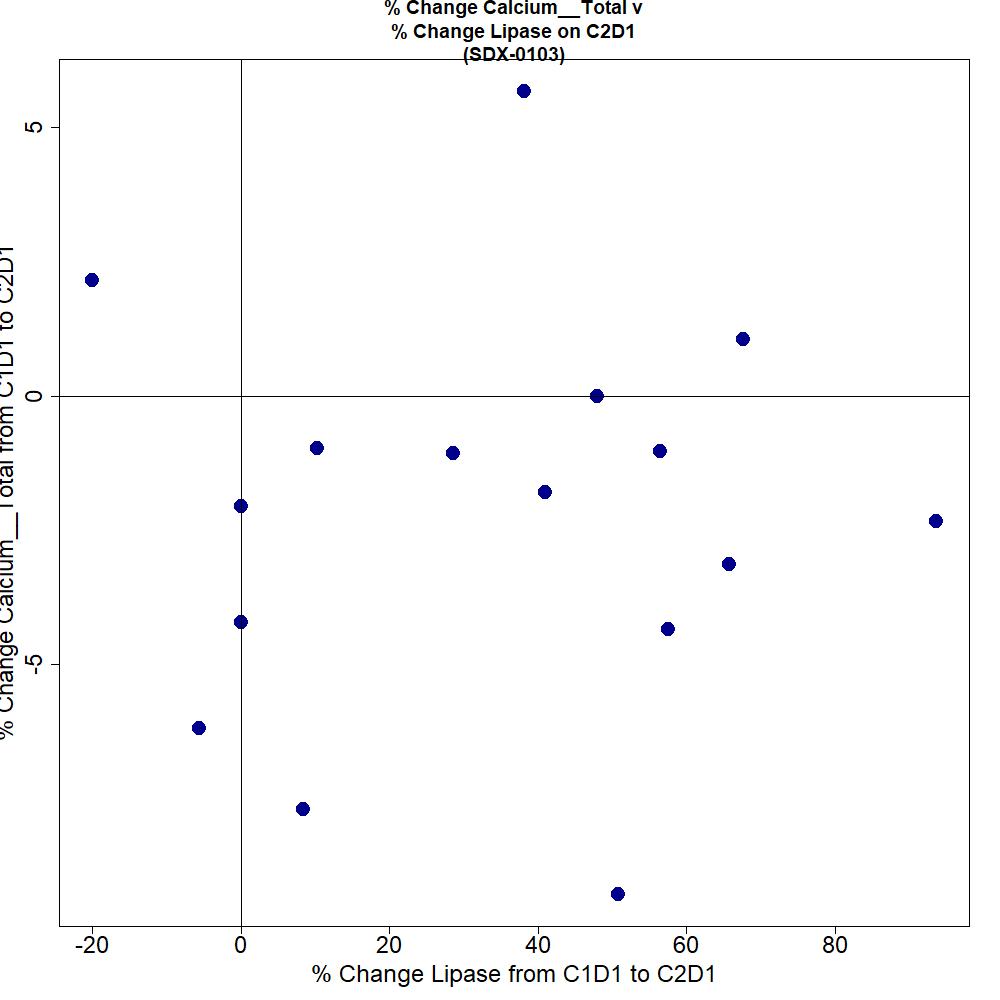 % Change Calcium__Total v
% Change Lipase on C2D1
(SDX-0103)
5
0
-5
% Change Calcium__Total from C1D1 to C2D1
-20 0 20 40 60 80
% Change Lipase from C1D1 to C2D1